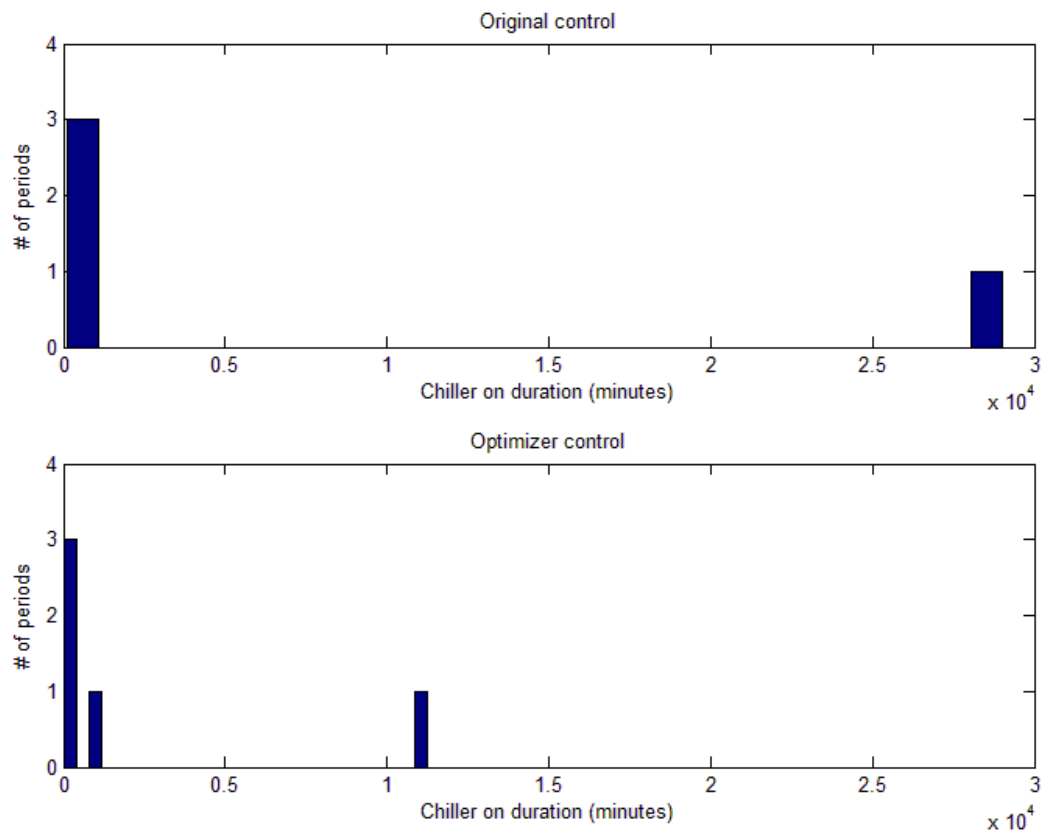 Original control
4
3
2
1
0
# of periods
0 0.5 1 1.5 2 2.5 3
Chiller on duration (minutes)
x 10^4
Optimizer control
4
3
2
1
0
# of periods
0 0.5 1 1.5 2 2.5 3
Chiller on duration (minutes)
x 10^4